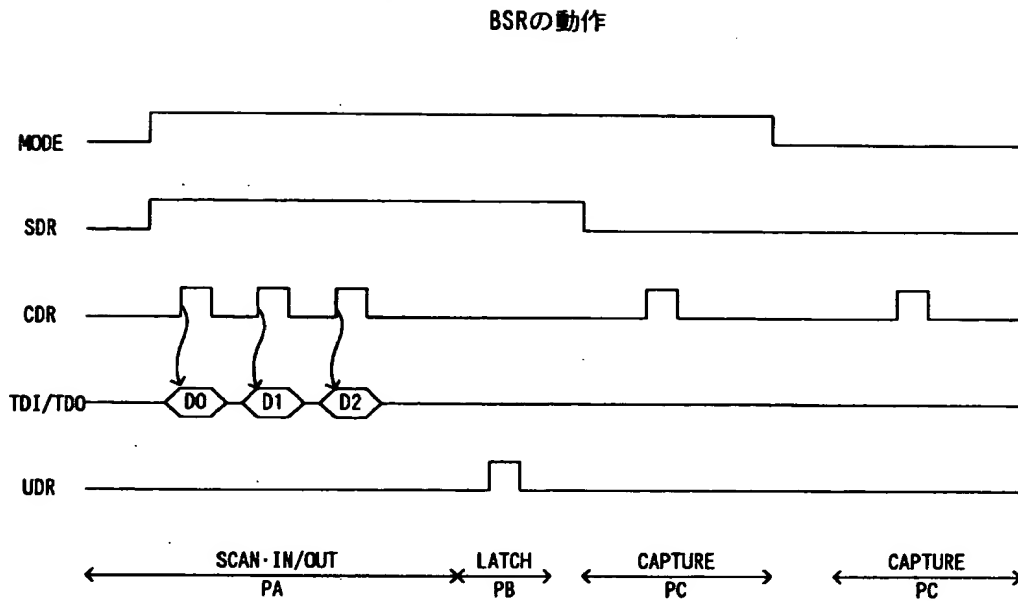 BSRの動作
MODE
SDR
CDR
TDI/TDO
D0
D1
D2
UDR
SCAN·IN/OUT
LATCH
CAPTURE
CAPTURE
PA
PB
PC
PC